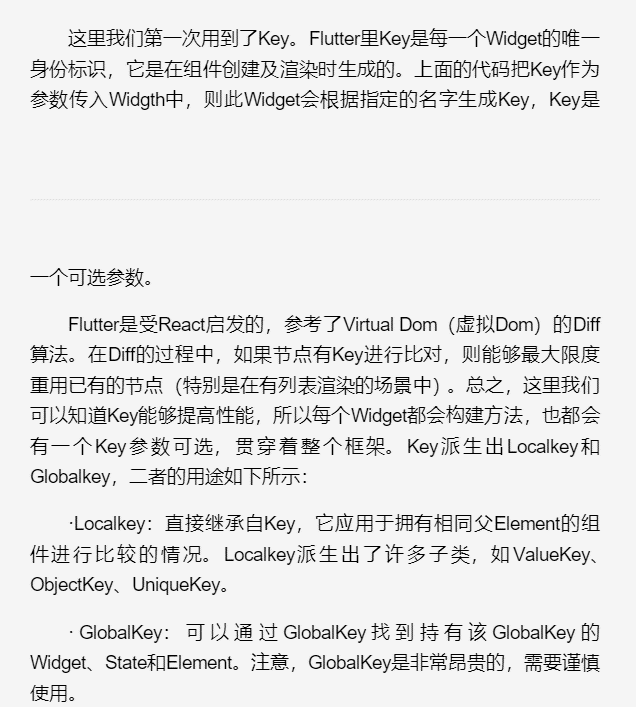 这里我们第一次用到了Key。Flutter里Key是每一个Widget的唯一
身份标识，它是在组件创建及渲染时生成的。上面的代码把Key作为
参数传入Widgth中，则此Widget会根据指定的名字生成Key，Key是
一个可选参数。
Flutter是受React启发的，参考了Virtual Dom（虚拟Dom）的Diff
算法。在Diff的过程中，如果节点有Key进行比对，则能够最大限度
重用已有的节点（特别是在有列表渲染的场景中）。总之，这里我们
可以知道Key能够提高性能，所以每个Widget都会构建方法，也都会
有一个Key参数可选，贯穿着整个框架。Key派生出Localkey和
Globalkey，二者的用途如下所示：
·Localkey：直接继承自Key，它应用于拥有相同父Element的组
件进行比较的情况。Localkey派生出了许多子类，如ValueKey、
ObjectKey、UniqueKey。
·GlobalKey：可以通过GlobalKey找到持有该GlobalKey的
Widget、State和Element。注意，GlobalKey是非常昂贵的，需要谨慎
使用。